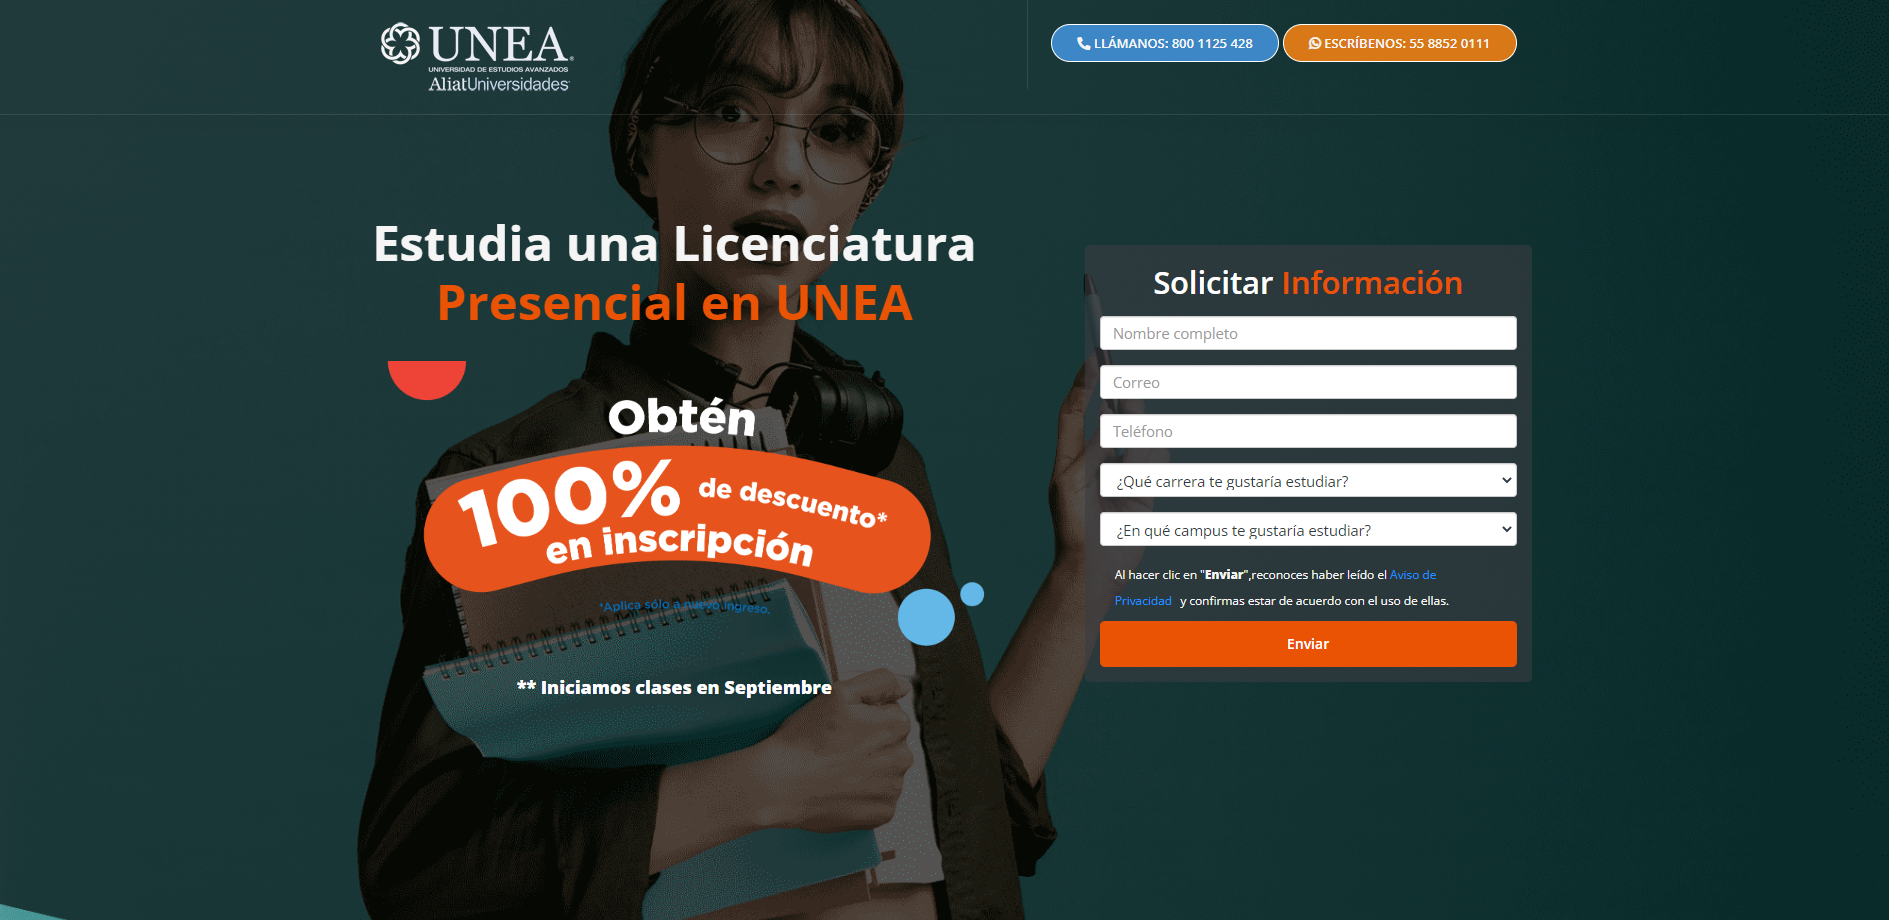 UNEA®
UNIVERSIDAD DE ESTUDIOS AVANZADOS
AliatUniversidades
LLÁMANOS: 800 1125 428
ESCRÍBENOS: 55 8852 0111
Estudia una Licenciatura
Presencial en UNEA
Obtén
100% de descuento*
en inscripción
*Aplica sólo a nuevo ingreso.
** Iniciamos clases en Septiembre
Solicitar Información
Nombre completo
Correo
Teléfono
¿Qué carrera te gustaría estudiar?
¿En qué campus te gustaría estudiar?
Al hacer clic en "Enviar",reconoces haber leído el Aviso de
Privacidad y confirmas estar de acuerdo con el uso de ellas.
Enviar